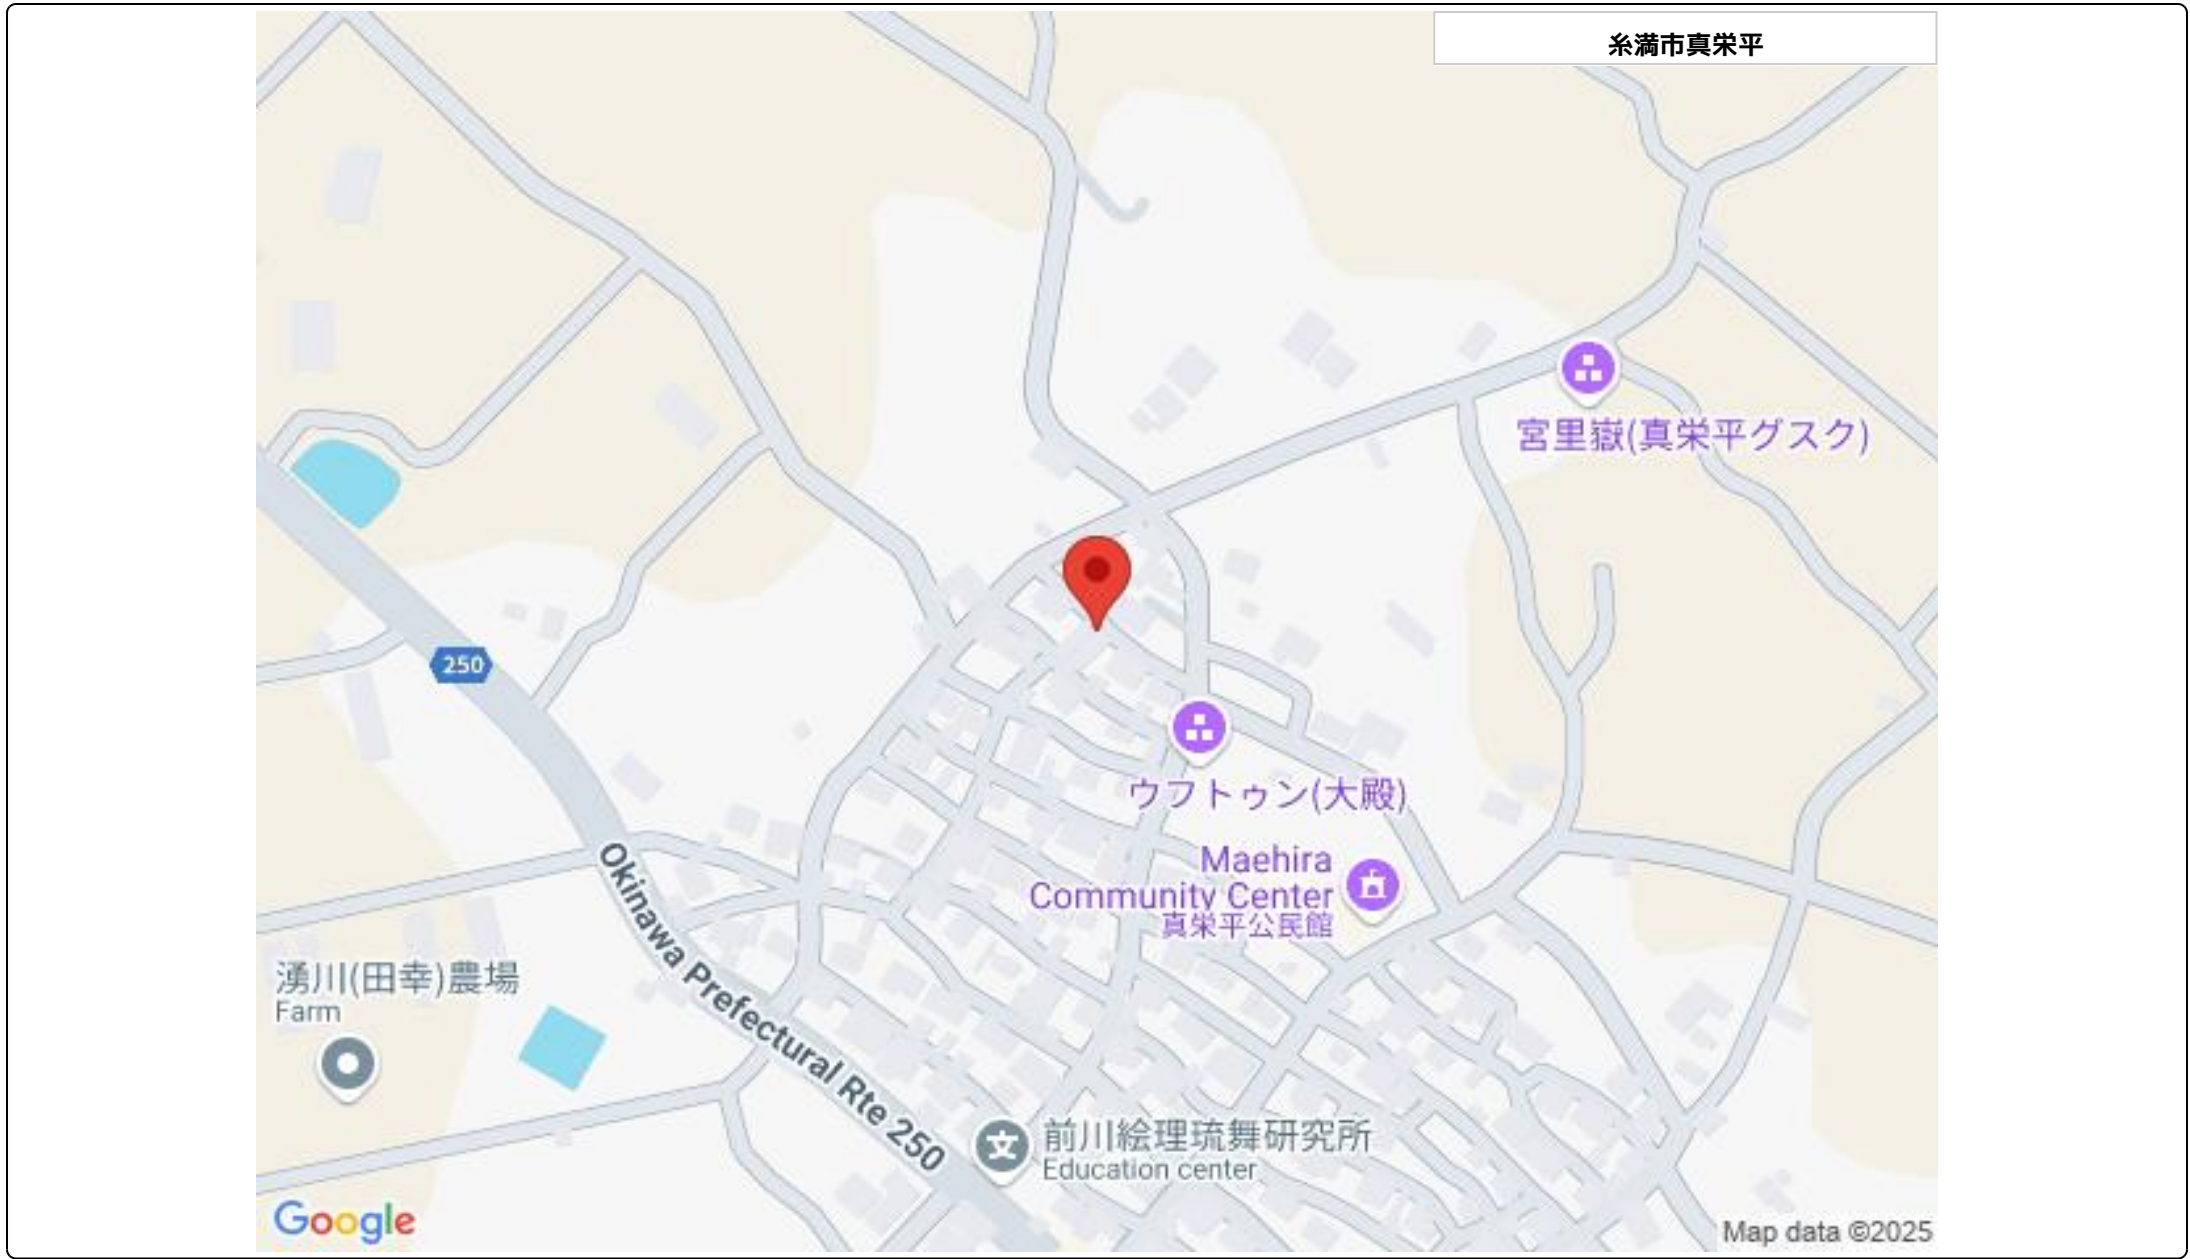 糸満市真栄平
宮里嶽(真栄平グスク)
250
ウフトゥン(大殿)
Maehira
Community Center
真栄平公民館
Okinawa Prefectural Rte 250
湧川(田幸)農場
Farm
前川絵理琉舞研究所
Education center
Google
Map data ©2025